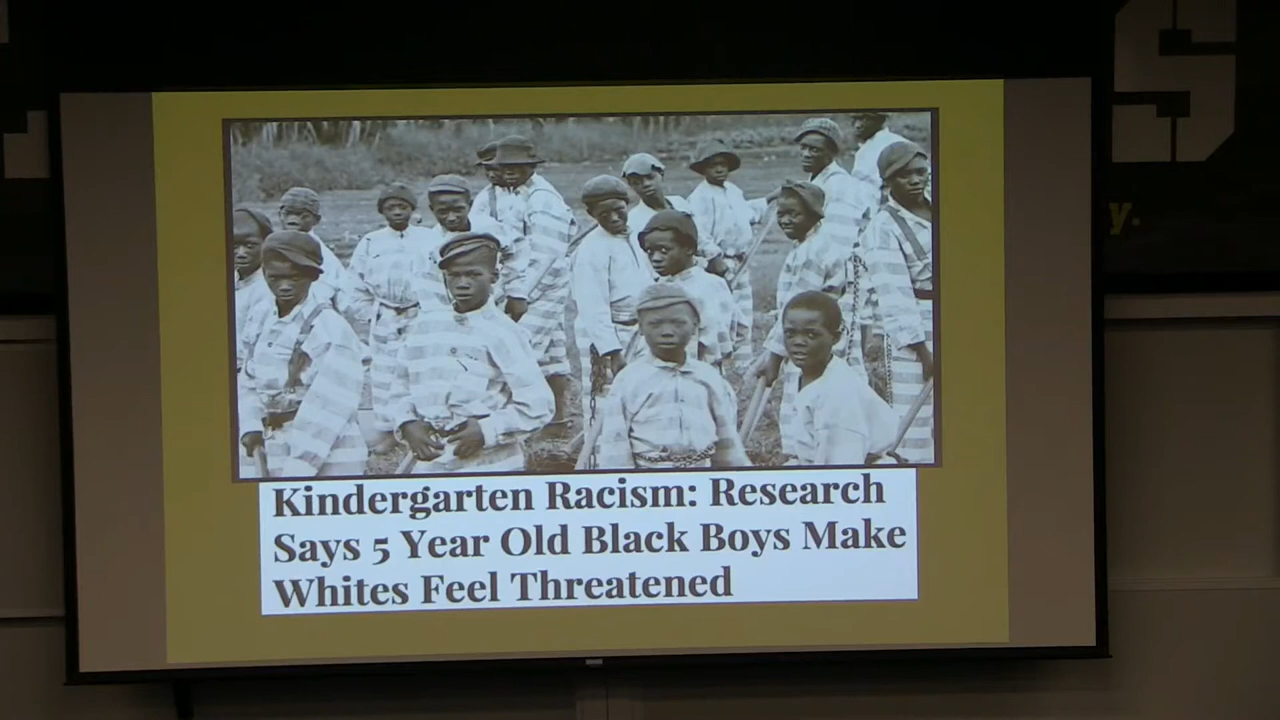 S
y.
Kindergarten Racism: Research
Says 5 Year Old Black Boys Make
Whites Feel Threatened